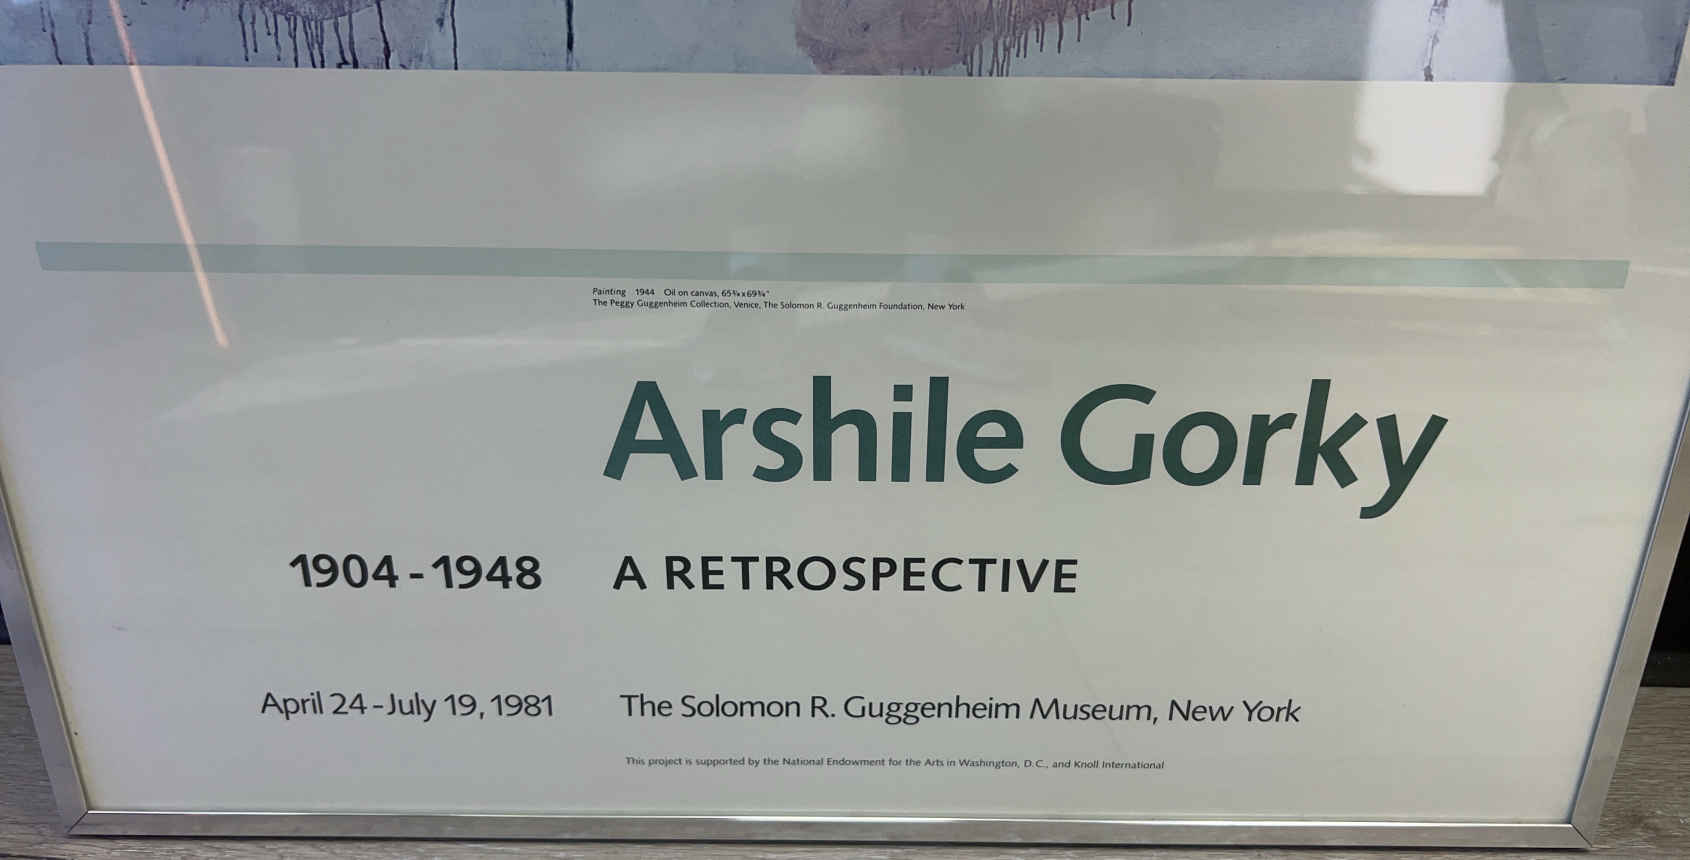 Painting 1944 Oil on canvas, 65¾ x 69¾"
The Peggy Guggenheim Collection, Venice, The Solomon R. Guggenheim Foundation, New York
Arshile Gorky
1904-1948 A RETROSPECTIVE
April 24-July 19, 1981 The Solomon R. Guggenheim Museum, New York
This project is supported by the National Endowment for the Arts in Washington, D.C., and Knoll International